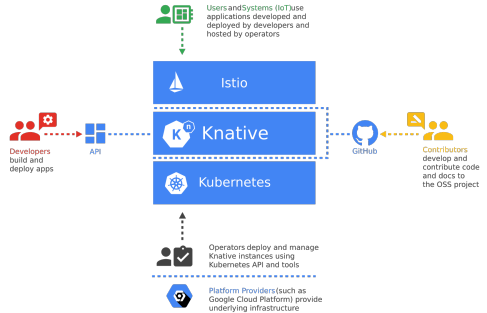 Users and Systems (IoT) use
applications developed and
deployed by developers and
hosted by operators
Istio
Knative
n
K
Kubernetes
Developers
build and
deploy apps
API
GitHub
Contributors
develop and
contribute code
and docs to
the OSS project
Operators deploy and manage
Knative instances using
Kubernetes API and tools
Platform Providers (such as
Google Cloud Platform) provide
underlying infrastructure